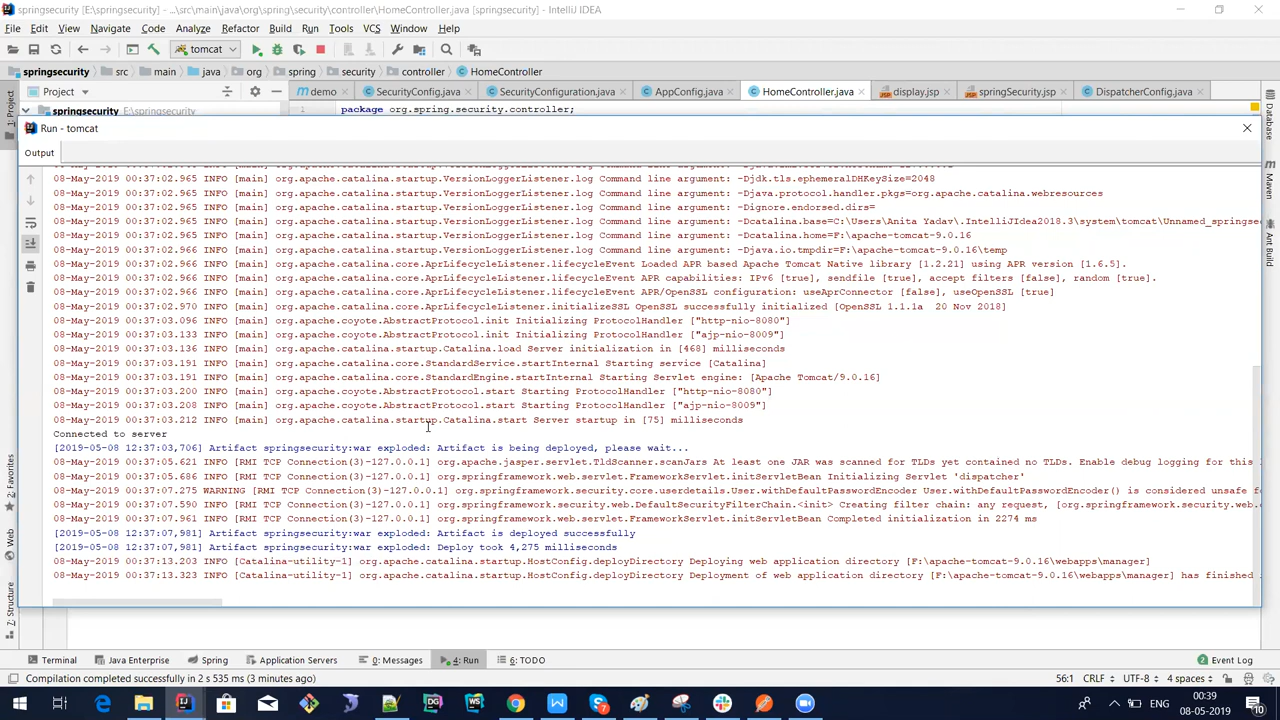 springsecurity [E:\springsecurity] - ...\src\main\java\org\spring\security\controller\HomeController.java [springsecurity] - IntelliJ IDEA
File Edit View Navigate Code Analyze Refactor Build Run Tools VCS Window Help
tomcat
springsecurity src main java org spring security controller HomeController
1: Project
Project
demo SecurityConfig.java SecurityConfiguration.java AppConfig.java HomeController.java display.jsp springSecurity.jsp DispatcherConfig.java
springsecurity E:\springsecurity
1 package org.spring.security.controller;
Run - tomcat
Output
08-May-2019 00:37:02.965 INFO [main] org.apache.catalina.startup.VersionLoggerListener.log Command line argument: -Djdk.tls.ephemeralDHKeySize=2048
08-May-2019 00:37:02.965 INFO [main] org.apache.catalina.startup.VersionLoggerListener.log Command line argument: -Djava.protocol.handler.pkgs=org.apache.catalina.webresources
08-May-2019 00:37:02.965 INFO [main] org.apache.catalina.startup.VersionLoggerListener.log Command line argument: -Dignore.endorsed.dirs=
08-May-2019 00:37:02.965 INFO [main] org.apache.catalina.startup.VersionLoggerListener.log Command line argument: -Dcatalina.base=C:\Users\Anita Yadav\.IntelliJIdea2018.3\system\tomcat\Unnamed_springse
08-May-2019 00:37:02.965 INFO [main] org.apache.catalina.startup.VersionLoggerListener.log Command line argument: -Dcatalina.home=F:\apache-tomcat-9.0.16
08-May-2019 00:37:02.966 INFO [main] org.apache.catalina.startup.VersionLoggerListener.log Command line argument: -Djava.io.tmpdir=F:\apache-tomcat-9.0.16\temp
08-May-2019 00:37:02.966 INFO [main] org.apache.catalina.core.AprLifecycleListener.lifecycleEvent Loaded APR based Apache Tomcat Native library [1.2.21] using APR version [1.6.5].
08-May-2019 00:37:02.966 INFO [main] org.apache.catalina.core.AprLifecycleListener.lifecycleEvent APR capabilities: IPv6 [true], sendfile [true], accept filters [false], random [true].
08-May-2019 00:37:02.966 INFO [main] org.apache.catalina.core.AprLifecycleListener.lifecycleEvent APR/OpenSSL configuration: useAprConnector [false], useOpenSSL [true]
08-May-2019 00:37:02.970 INFO [main] org.apache.catalina.core.AprLifecycleListener.initializeSSL OpenSSL successfully initialized [OpenSSL 1.1.1a 20 Nov 2018]
08-May-2019 00:37:03.096 INFO [main] org.apache.coyote.AbstractProtocol.init Initializing ProtocolHandler ["http-nio-8080"]
08-May-2019 00:37:03.133 INFO [main] org.apache.coyote.AbstractProtocol.init Initializing ProtocolHandler ["ajp-nio-8009"]
08-May-2019 00:37:03.136 INFO [main] org.apache.catalina.startup.Catalina.load Server initialization in [468] milliseconds
08-May-2019 00:37:03.191 INFO [main] org.apache.catalina.core.StandardService.startInternal Starting service [Catalina]
08-May-2019 00:37:03.191 INFO [main] org.apache.catalina.core.StandardEngine.startInternal Starting Servlet engine: [Apache Tomcat/9.0.16]
08-May-2019 00:37:03.200 INFO [main] org.apache.coyote.AbstractProtocol.start Starting ProtocolHandler ["http-nio-8080"]
08-May-2019 00:37:03.208 INFO [main] org.apache.coyote.AbstractProtocol.start Starting ProtocolHandler ["ajp-nio-8009"]
08-May-2019 00:37:03.212 INFO [main] org.apache.catalina.startup.Catalina.start Server startup in [75] milliseconds
Connected to server
[2019-05-08 12:37:03,706] Artifact springsecurity:war exploded: Artifact is being deployed, please wait...
08-May-2019 00:37:05.621 INFO [RMI TCP Connection(3)-127.0.0.1] org.apache.jasper.servlet.TldScanner.scanJars At least one JAR was scanned for TLDs yet contained no TLDs. Enable debug logging for this
08-May-2019 00:37:05.686 INFO [RMI TCP Connection(3)-127.0.0.1] org.springframework.web.servlet.FrameworkServlet.initServletBean Initializing Servlet 'dispatcher'
08-May-2019 00:37:07.275 WARNING [RMI TCP Connection(3)-127.0.0.1] org.springframework.security.core.userdetails.User.withDefaultPasswordEncoder User.withDefaultPasswordEncoder() is considered unsafe fo
08-May-2019 00:37:07.590 INFO [RMI TCP Connection(3)-127.0.0.1] org.springframework.security.web.DefaultSecurityFilterChain.<init> Creating filter chain: any request, [org.springframework.security.web.
08-May-2019 00:37:07.961 INFO [RMI TCP Connection(3)-127.0.0.1] org.springframework.web.servlet.FrameworkServlet.initServletBean Completed initialization in 2274 ms
[2019-05-08 12:37:07,981] Artifact springsecurity:war exploded: Artifact is deployed successfully
[2019-05-08 12:37:07,981] Artifact springsecurity:war exploded: Deploy took 4,275 milliseconds
08-May-2019 00:37:13.203 INFO [Catalina-utility-1] org.apache.catalina.startup.HostConfig.deployDirectory Deploying web application directory [F:\apache-tomcat-9.0.16\webapps\manager]
08-May-2019 00:37:13.323 INFO [Catalina-utility-1] org.apache.catalina.startup.HostConfig.deployDirectory Deployment of web application directory [F:\apache-tomcat-9.0.16\webapps\manager] has finished
2: Favorites
Web
7: Structure
Database
Maven
Ant Build
Terminal Java Enterprise Spring Application Servers 0: Messages 4: Run 6: TODO 2 Event Log
Compilation completed successfully in 2 s 535 ms (3 minutes ago) 56:1 CRLF UTF-8 4 spaces
ENG 00:39
08-05-2019